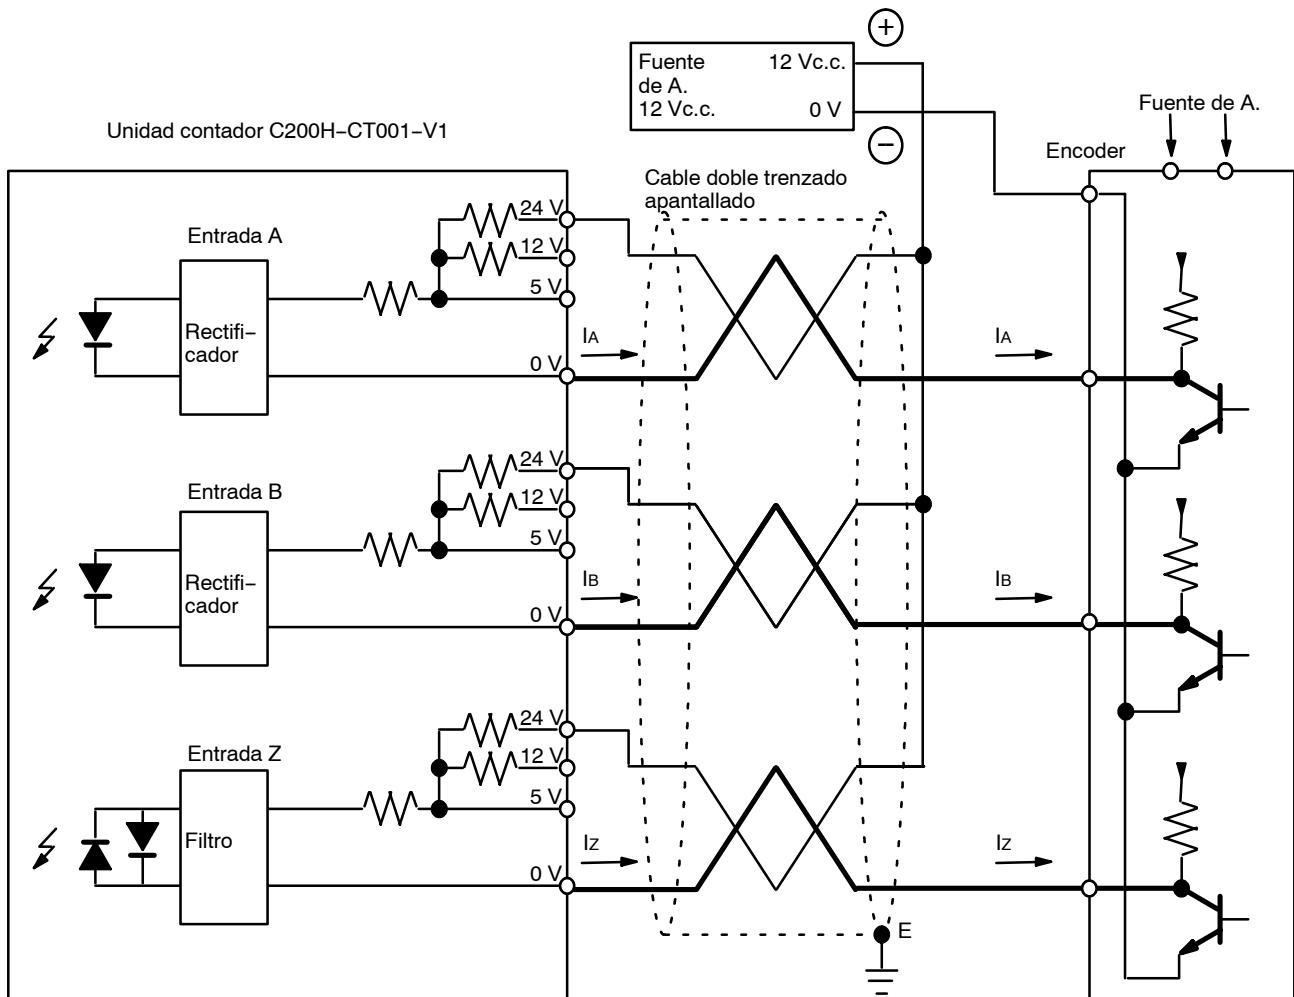 Fuente 12 Vc.c.
de A.
12 Vc.c. 0 V
Fuente de A.
Unidad contador C200H-CT001-V1
Encoder
Cable doble trenzado
apantallado
24 V
Entrada A
12 V
5 V
Rectifi-
cador
IA
IA
0 V
24 V
Entrada B
12 V
5 V
Rectifi-
cador
IB
IB
0 V
24 V
Entrada Z
12 V
5 V
Filtro
IZ
IZ
0 V
E